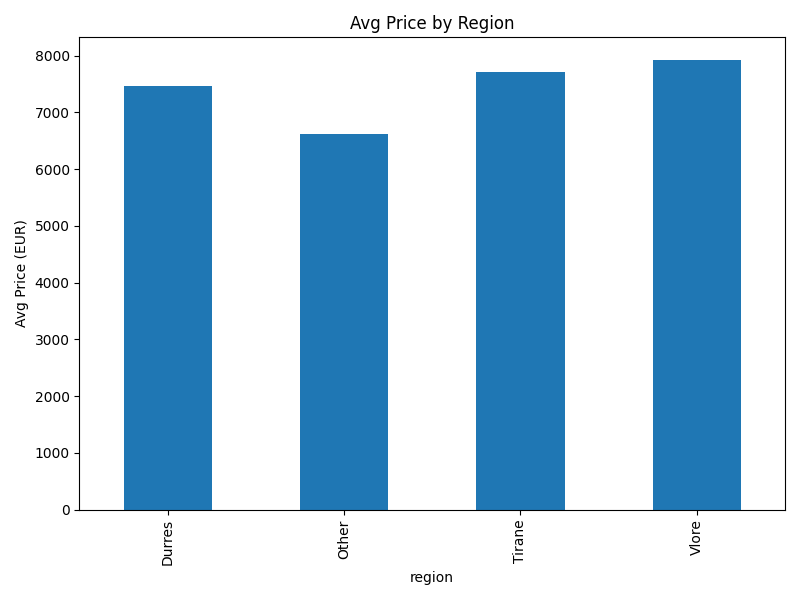 Avg Price by Region
Avg Price (EUR)
8000
7000
6000
5000
4000
3000
2000
1000
0
Durres
Other
Tirane
Vlore
region